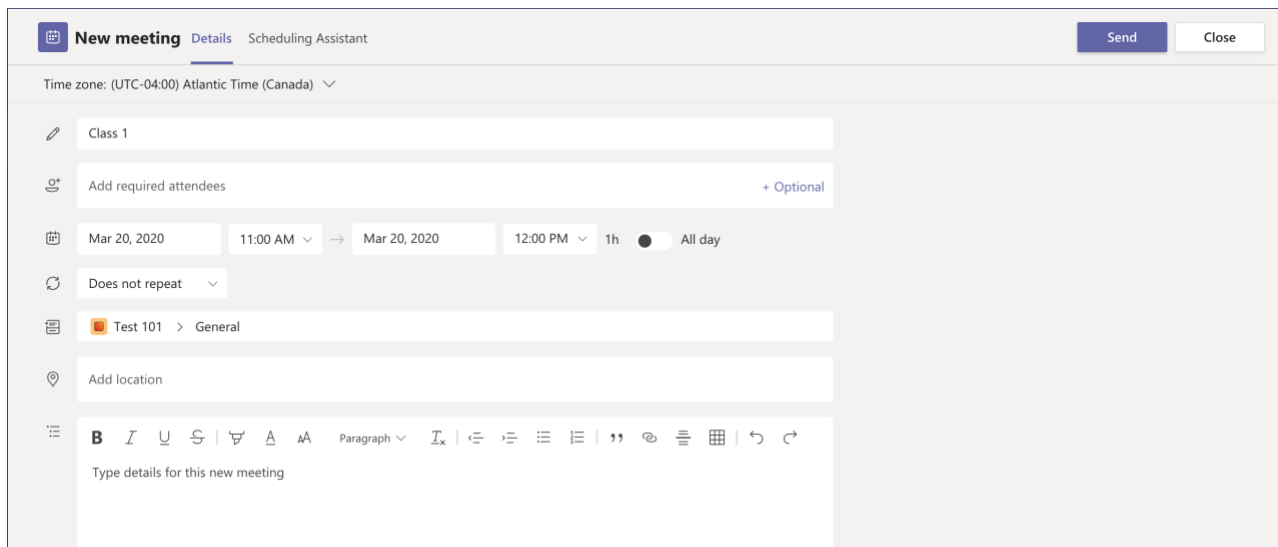 New meeting Details Scheduling Assistant Send Close
Time zone: (UTC-04:00) Atlantic Time (Canada)
Class 1
Add required attendees + Optional
Mar 20, 2020 11:00 AM → Mar 20, 2020 12:00 PM 1h All day
Does not repeat
Test 101 > General
Add location
B I U S A AA Paragraph Tx
Type details for this new meeting